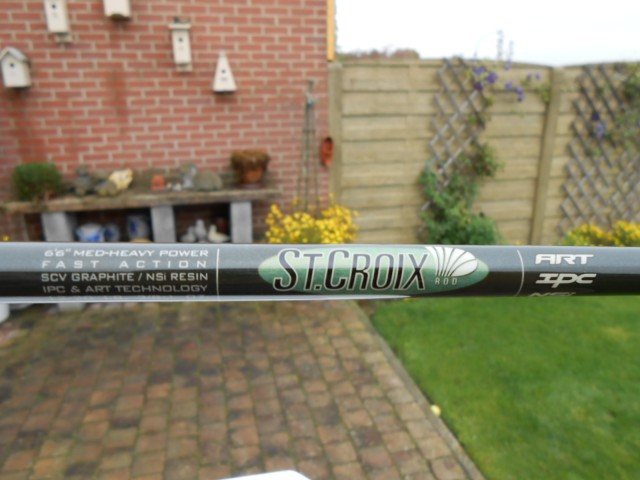 6'6" MED-HEAVY POWER
FAST ACTION
SCV GRAPHITE / NSi RESIN
IPC & ART TECHNOLOGY
ST.CROIX
ROD
ART
IPC